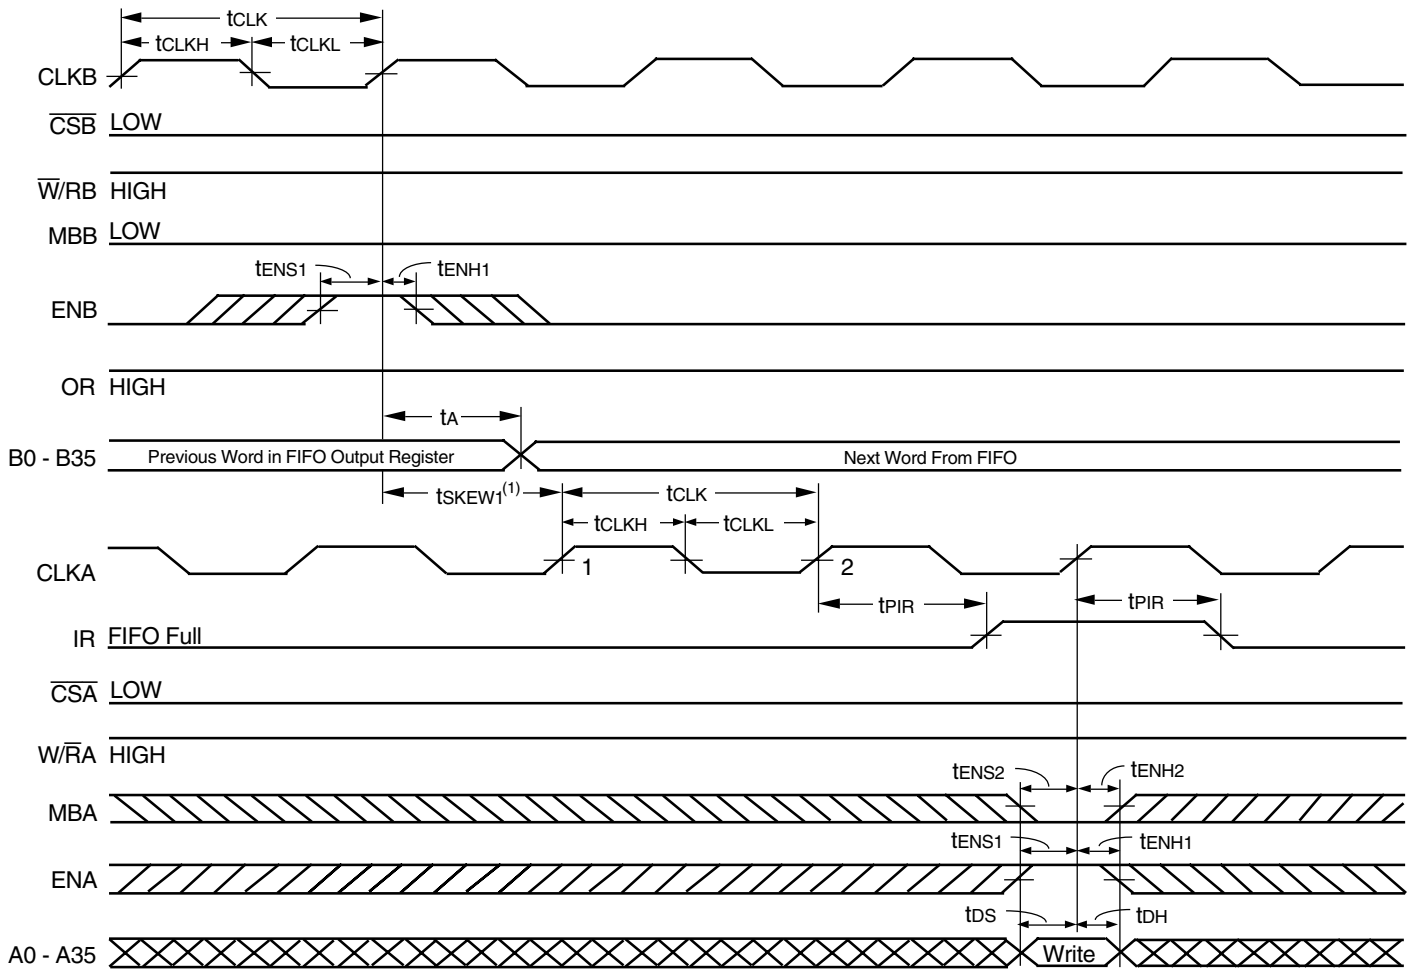 tCLK
tCLKH tCLKL
CLKB
CSB LOW
W/RB HIGH
MBB LOW
tENS1 tENH1
ENB
OR HIGH
tA
B0 - B35 Previous Word in FIFO Output Register Next Word From FIFO
tSKEW1(1) tCLK
tCLKH tCLKL
CLKA 1 2
tPIR tPIR
IR FIFO Full
CSA LOW
W/RA HIGH
tENS2 tENH2
MBA
tENS1 tENH1
ENA
tDS tDH
A0 - A35 Write